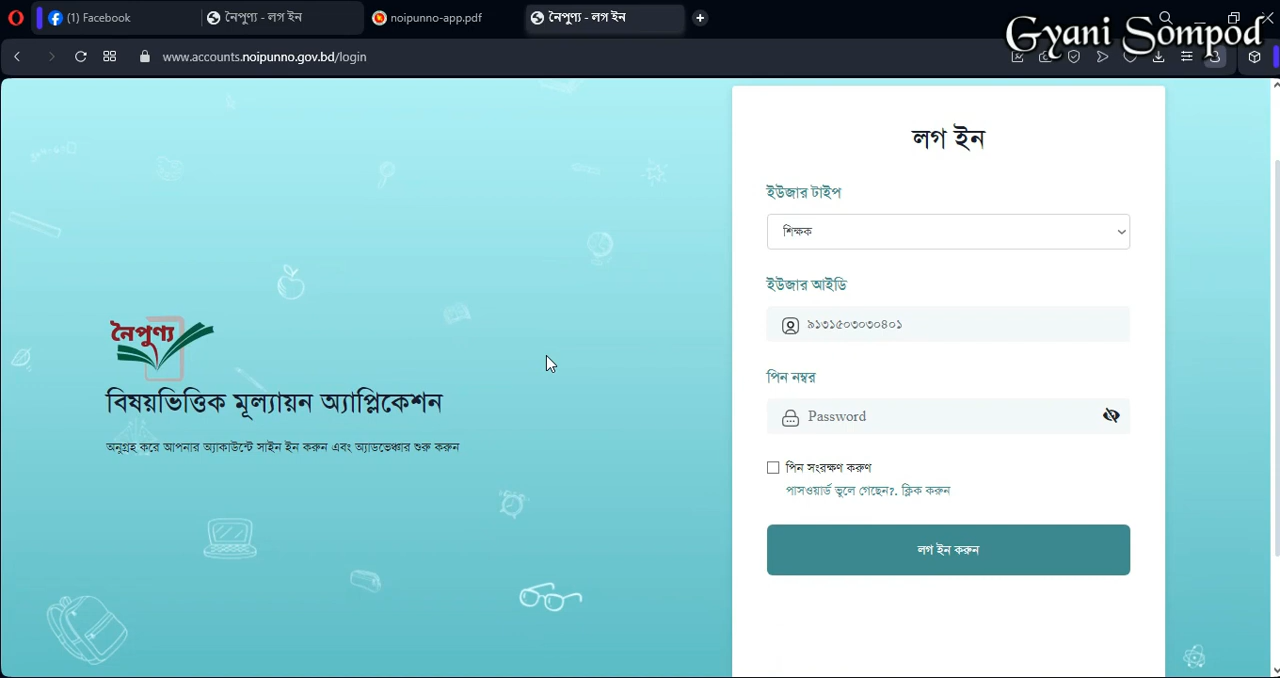 (1) Facebook
নৈপুণ্য - লগ ইন
noipunno-app.pdf
নৈপুণ্য - লগ ইন
Gyani Sompod
www.accounts.noipunno.gov.bd/login
লগ ইন
ইউজার টাইপ
শিক্ষক
ইউজার আইডি
৯১৩১৫০৩০৩০৪০১
পিন নম্বর
Password
পিন সংরক্ষণ করুণ
পাসওয়ার্ড ভুলে গেছেন?. ক্লিক করুন
লগ ইন করুন
নৈপুণ্য
বিষয়ভিত্তিক মূল্যায়ন অ্যাপ্লিকেশন
অনুগ্রহ করে আপনার অ্যাকাউন্টে সাইন ইন করুন এবং অ্যাডভেঞ্চার শুরু করুন